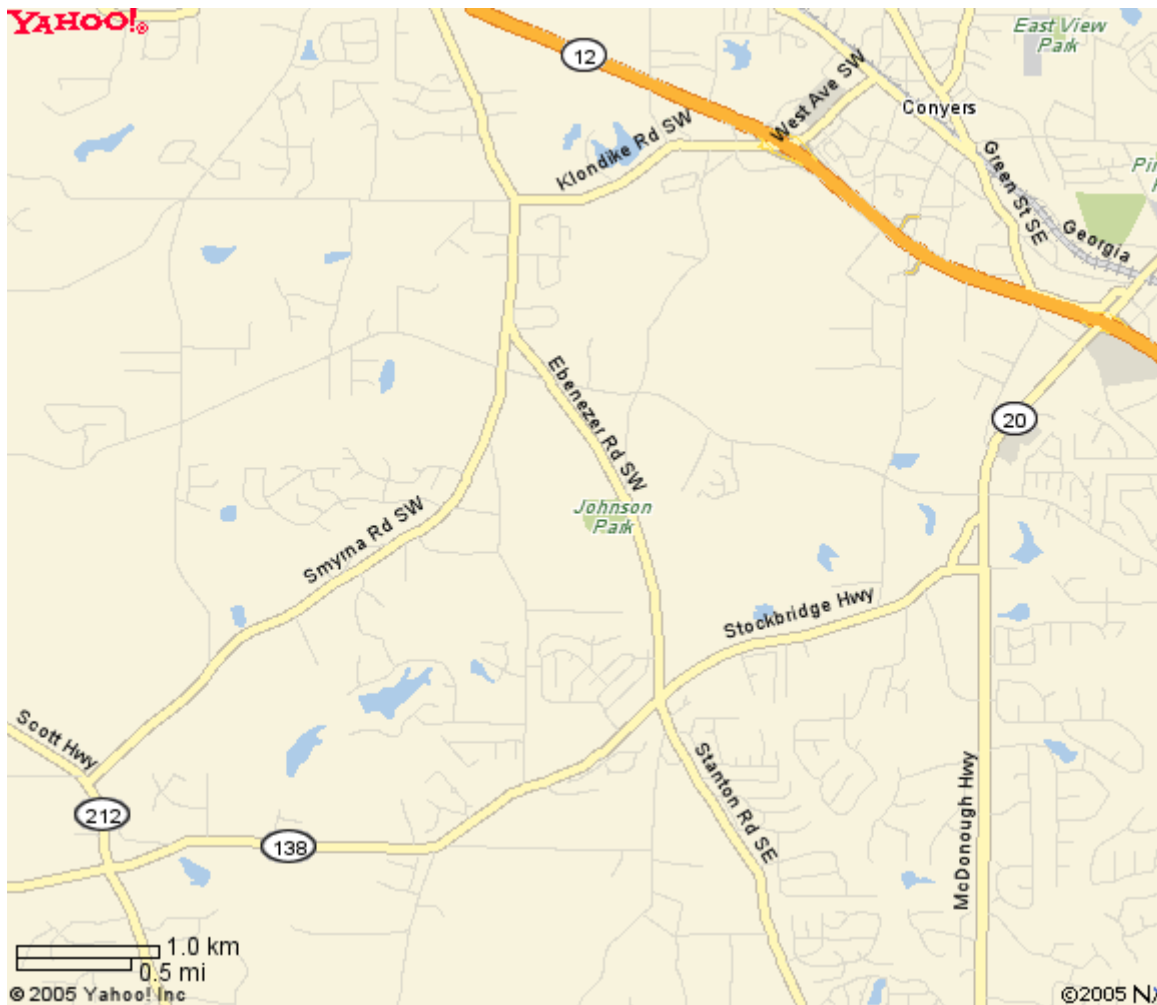 YAHOO!®
12
West Ave SW
East View
Park
Conyers
Klondike Rd SW
Green St SE
Georgia
Ebenezer Rd SW
20
Johnson
Park
Smyrna Rd SW
Stockbridge Hwy
Scott Hwy
212
138
Stanton Rd SE
McDonough Hwy
1.0 km
0.5 mi
© 2005 Yahoo! Inc
©2005